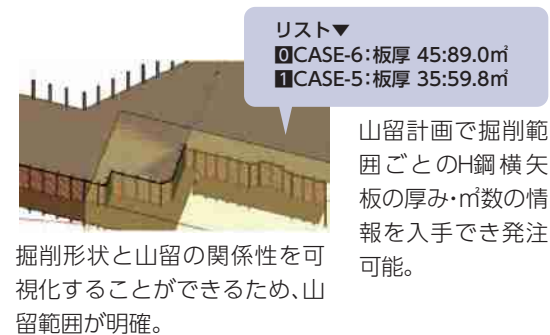 リスト▼
0CASE-6:板厚 45:89.0㎡
1CASE-5:板厚 35:59.8㎡
山留計画で掘削範
囲ごとのH鋼横矢
板の厚み・㎡数の情
報を入手でき発注
可能。
掘削形状と山留の関係性を可
視化することができるため、山
留範囲が明確。